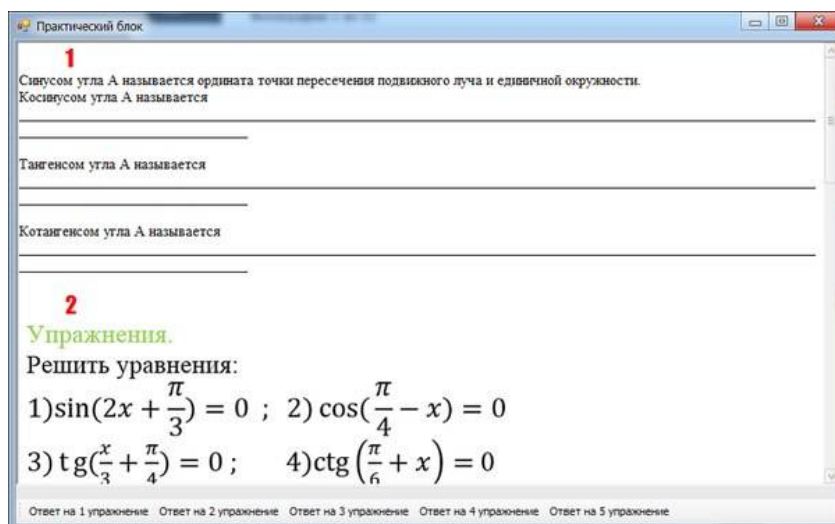 Практический блок
1
Синусом угла А называется ордината точки пересечения подвижного луча и единичной окружности.
Косинусом угла А называется
Тангенсом угла А называется
Котангенсом угла А называется
2
Упражнения.
Решить уравнения:
1)sin(2x + π/3) = 0 ; 2) cos(π/4 − x) = 0
3) tg(x/3 + π/4) = 0 ; 4)ctg (π/6 + x) = 0
Ответ на 1 упражнение Ответ на 2 упражнение Ответ на 3 упражнение Ответ на 4 упражнение Ответ на 5 упражнение